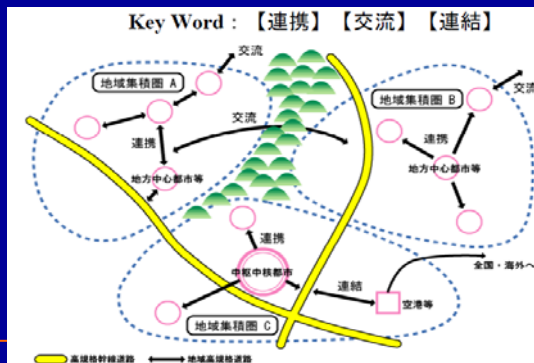 Key Word：【連携】【交流】【連結】
交流
地域集積圏 A
交流
地域集積圏 B
交流
連携
連携
地方中心都市等
地方中心都市等
連携
中枢中核都市
連結
全国・海外へ
空港等
地域集積圏 C
高規格幹線道路
地域高規格道路